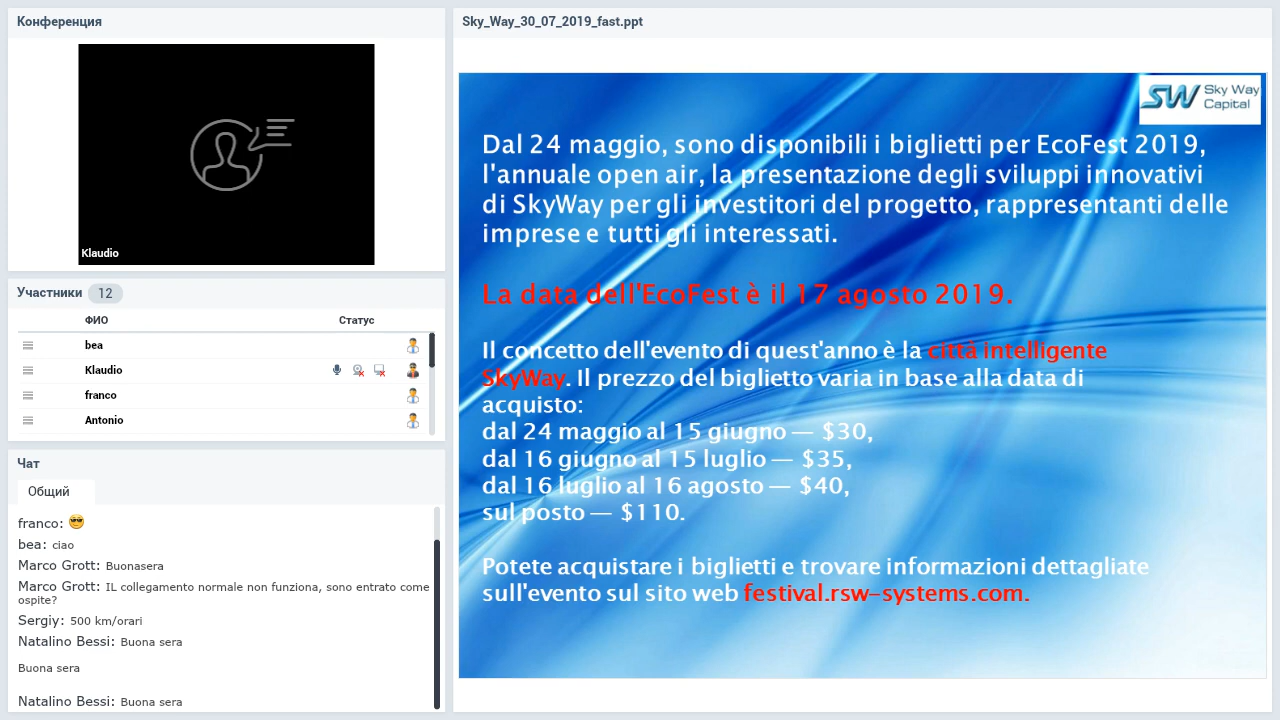 Конференция
Klaudio
Участники 12
ФИО Статус
bea
Klaudio
franco
Antonio
Чат
Общий
franco:
bea: ciao
Marco Grott: Buonasera
Marco Grott: IL collegamento normale non funziona, sono entrato come
ospite?
Sergiy: 500 km/orari
Natalino Bessi: Buona sera
Buona sera
Natalino Bessi: Buona sera
Sky_Way_30_07_2019_fast.ppt
SW Sky Way
Capital
Dal 24 maggio, sono disponibili i biglietti per EcoFest 2019,
l'annuale open air, la presentazione degli sviluppi innovativi
di SkyWay per gli investitori del progetto, rappresentanti delle
imprese e tutti gli interessati.
La data dell'EcoFest è il 17 agosto 2019.
Il concetto dell'evento di quest'anno è la città intelligente
SkyWay. Il prezzo del biglietto varia in base alla data di
acquisto:
dal 24 maggio al 15 giugno — $30,
dal 16 giugno al 15 luglio — $35,
dal 16 luglio al 16 agosto — $40,
sul posto — $110.
Potete acquistare i biglietti e trovare informazioni dettagliate
sull'evento sul sito web festival.rsw-systems.com.